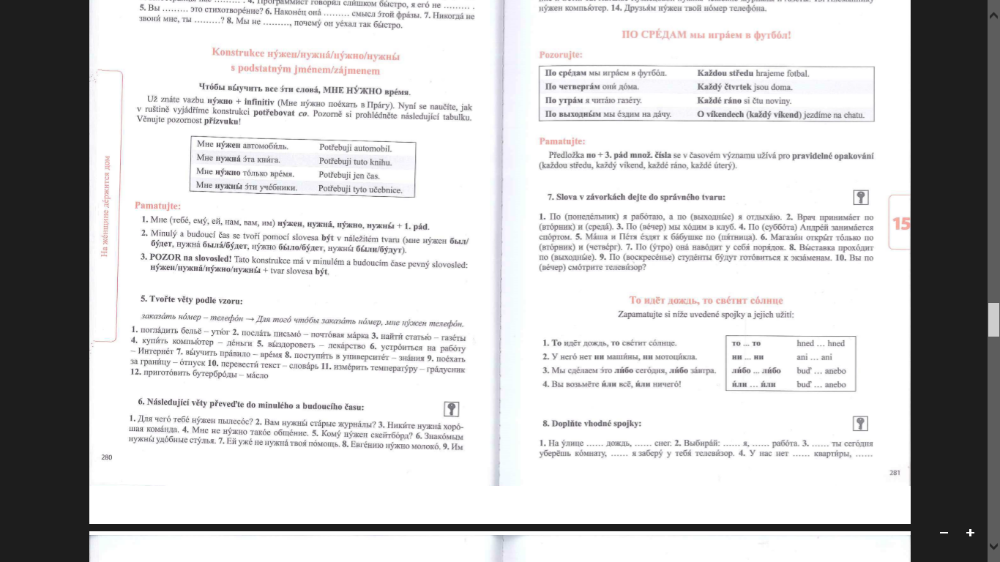 5. Вы ……… это стихотворе́ние? 6. Наконе́ц она́ ……… смысл э́той фра́зы. 7. Никогда́ не
звони́ мне, ты ………? 8. Мы не ………, почему́ он уе́хал так бы́стро.
Konstrukce ну́жен/нужна́/ну́жно/нужны́
s podstatným jménem/zájmenem
Что́бы вы́учить все э́ти слова́, МНЕ НУ́ЖНО вре́мя.
Už znáte vazbu ну́жно + infinitiv (Мне ну́жно пое́хать в Пра́гу). Nyní se naučíte, jak
v ruštině vyjádříme konstrukci potřebovat co. Pozorně si prohlédněte následující tabulku.
Věnujte pozornost přízvuku!
Мне ну́жен автомоби́ль. Potřebuji automobil.
Мне нужна́ э́та кни́га. Potřebuji tuto knihu.
Мне ну́жно то́лько вре́мя. Potřebuji jen čas.
Мне нужны́ э́ти уче́бники. Potřebuji tyto učebnice.
Pamatujte:
1. Мне (тебе́, ему́, ей, нам, вам, им) ну́жен, нужна́, ну́жно, нужны́ + 1. pád.
2. Minulý a budoucí čas se tvoří pomocí slovesa být v náležitém tvaru (мне ну́жен был/
бу́дет, нужна́ была́/бу́дет, ну́жно бы́ло/бу́дет, нужны́ бы́ли/бу́дут).
3. POZOR na slovosled! Tato konstrukce má v minulém a budoucím čase pevný slovosled:
ну́жен/нужна́/ну́жно/нужны́ + tvar slovesa být.
5. Tvořte věty podle vzoru:
заказа́ть но́мер – телефо́н → Для того́ что́бы заказа́ть но́мер, мне ну́жен телефо́н.
1. погла́дить бельё – утю́г 2. посла́ть письмо́ – почто́вая ма́рка 3. найти́ статью́ – газе́ты
4. купи́ть компью́тер – де́ньги 5. вы́здороветь – лека́рство 6. устро́иться на рабо́ту
– Интерне́т 7. вы́учить пра́вило – вре́мя 8. поступи́ть в университе́т – зна́ния 9. пое́хать
за грани́цу – о́тпуск 10. перевести́ текст – слова́рь 11. изме́рить температу́ру – гра́дусник
12. пригото́вить бутербро́ды – ма́сло
6. Následující věty převeďte do minulého a budoucího času:
1. Для чего́ тебе́ ну́жен пылесо́с? 2. Вам нужны́ ста́рые журна́лы? 3. Ники́те нужна́ хоро́-
шая кома́нда. 4. Мне не ну́жно тако́е обще́ние. 5. Кому́ ну́жен скейтбо́рд? 6. Знако́мым
нужны́ удо́бные сту́лья. 7. Ей уже́ не нужна́ твоя́ по́мощь. 8. Евге́нию ну́жно молоко́. 9. Им
280
На же́нщине де́ржится дом
ну́жен компью́тер. 14. Друзья́м ну́жен твой но́мер телефо́на.
ПО СРЕ́ДАМ мы игра́ем в футбо́л!
Pozorujte:
По сре́дам мы игра́ем в футбо́л. Každou středu hrajeme fotbal.
По четверга́м они́ до́ма. Každý čtvrtek jsou doma.
По утра́м я чита́ю газе́ту. Každé ráno si čtu noviny.
По выходны́м мы е́здим на да́чу. O víkendech (každý víkend) jezdíme na chatu.
Pamatujte:
Předložka по + 3. pád množ. čísla se v časovém významu užívá pro pravidelné opakování
(každou středu, každý víkend, každé ráno, každé úterý).
7. Slova v závorkách dejte do správného tvaru:
1. По (понеде́льник) я рабо́таю, а по (выходны́е) я отдыха́ю. 2. Врач принима́ет по
(вто́рник) и (среда́). 3. По (ве́чер) мы хо́дим в клуб. 4. По (суббо́та) Андре́й занима́ется
спо́ртом. 5. Ма́ша и Пе́тя е́здят к ба́бушке по (пя́тница). 6. Магази́н откры́т то́лько по
(вто́рник) и (четве́рг). 7. По (у́тро) она́ наво́дит у себя́ поря́док. 8. Вы́ставка прохо́дит
по (выходны́е). 9. По (воскресе́нье) студе́нты бу́дут гото́виться к экза́менам. 10. Вы по
(ве́чер) смо́трите телеви́зор?
15
То идёт дождь, то све́тит со́лнце
Zapamatujte si níže uvedené spojky a jejich užití:
1. То идёт дождь, то све́тит со́лнце. то ... то hned … hned
2. У него́ нет ни маши́ны, ни мотоци́кла. ни ... ни ani … ani
3. Мы сде́лаем э́то ли́бо сего́дня, ли́бо за́втра. ли́бо ... ли́бо buď … anebo
4. Вы возьмёте и́ли всё, и́ли ничего́! и́ли ... и́ли buď … anebo
8. Doplňte vhodné spojky:
1. На у́лице …… дождь, …… снег. 2. Выбира́й: …… я, …… рабо́та. 3. …… ты сего́дня
уберёшь ко́мнату, …… я заберу́ у тебя́ телеви́зор. 4. У нас нет …… кварти́ры, ……
281